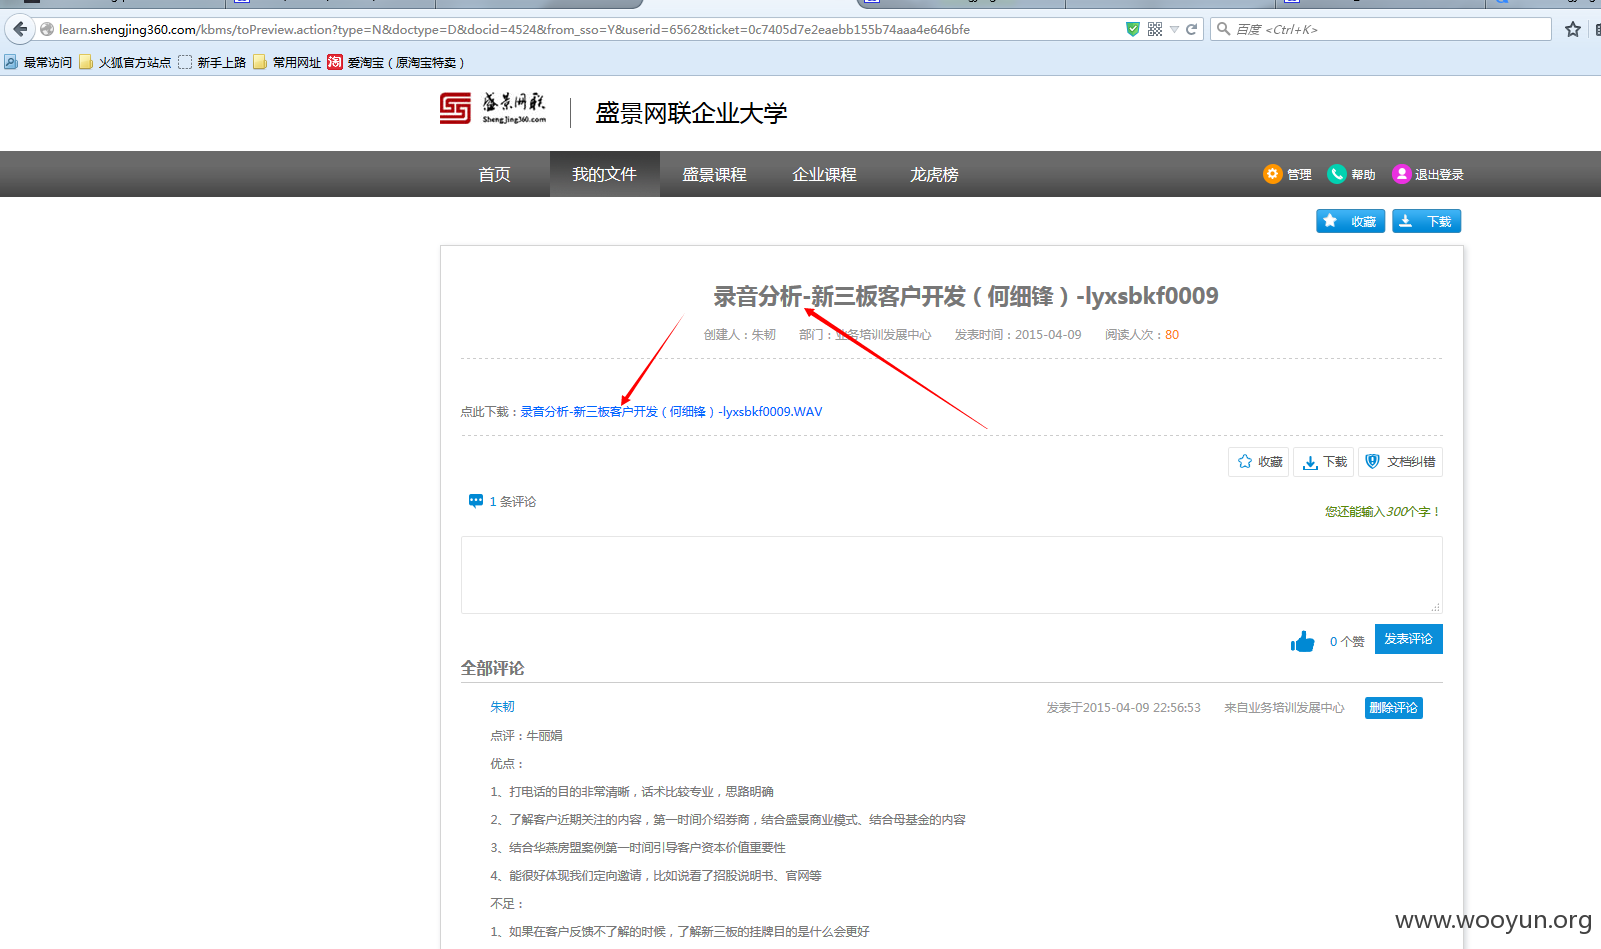 learn.shengjing360.com/kbms/toPreview.action?type=N&doctype=D&docid=4524&from_sso=Y&userid=6562&ticket=0c7405d7e2eaebb155b74aaa4e646bfe
百度 <Ctrl+K>
最常访问 火狐官方站点 新手上路 常用网址 淘 爱淘宝（原淘宝特卖）
盛景网联 ShengJing360.com 盛景网联企业大学
首页 我的文件 盛景课程 企业课程 龙虎榜 管理 帮助 退出登录
收藏 下载
录音分析-新三板客户开发（何细锋）-lyxsbkf0009
创建人：朱韧 部门：业务培训发展中心 发表时间：2015-04-09 阅读人次：80
点此下载：录音分析-新三板客户开发（何细锋）-lyxsbkf0009.WAV
收藏 下载 文档纠错
1 条评论
您还能输入300个字！
0 个赞 发表评论
全部评论
朱韧 发表于2015-04-09 22:56:53 来自业务培训发展中心 删除评论
点评：牛丽娟
优点：
1、打电话的目的非常清晰，话术比较专业，思路明确
2、了解客户近期关注的内容，第一时间介绍券商，结合盛景商业模式、结合母基金的内容
3、结合华燕房盟案例第一时间引导客户资本价值重要性
4、能很好体现我们定向邀请，比如说看了招股说明书、官网等
不足：
1、如果在客户反馈不了解的时候，了解新三板的挂牌目的是什么会更好
www.wooyun.org